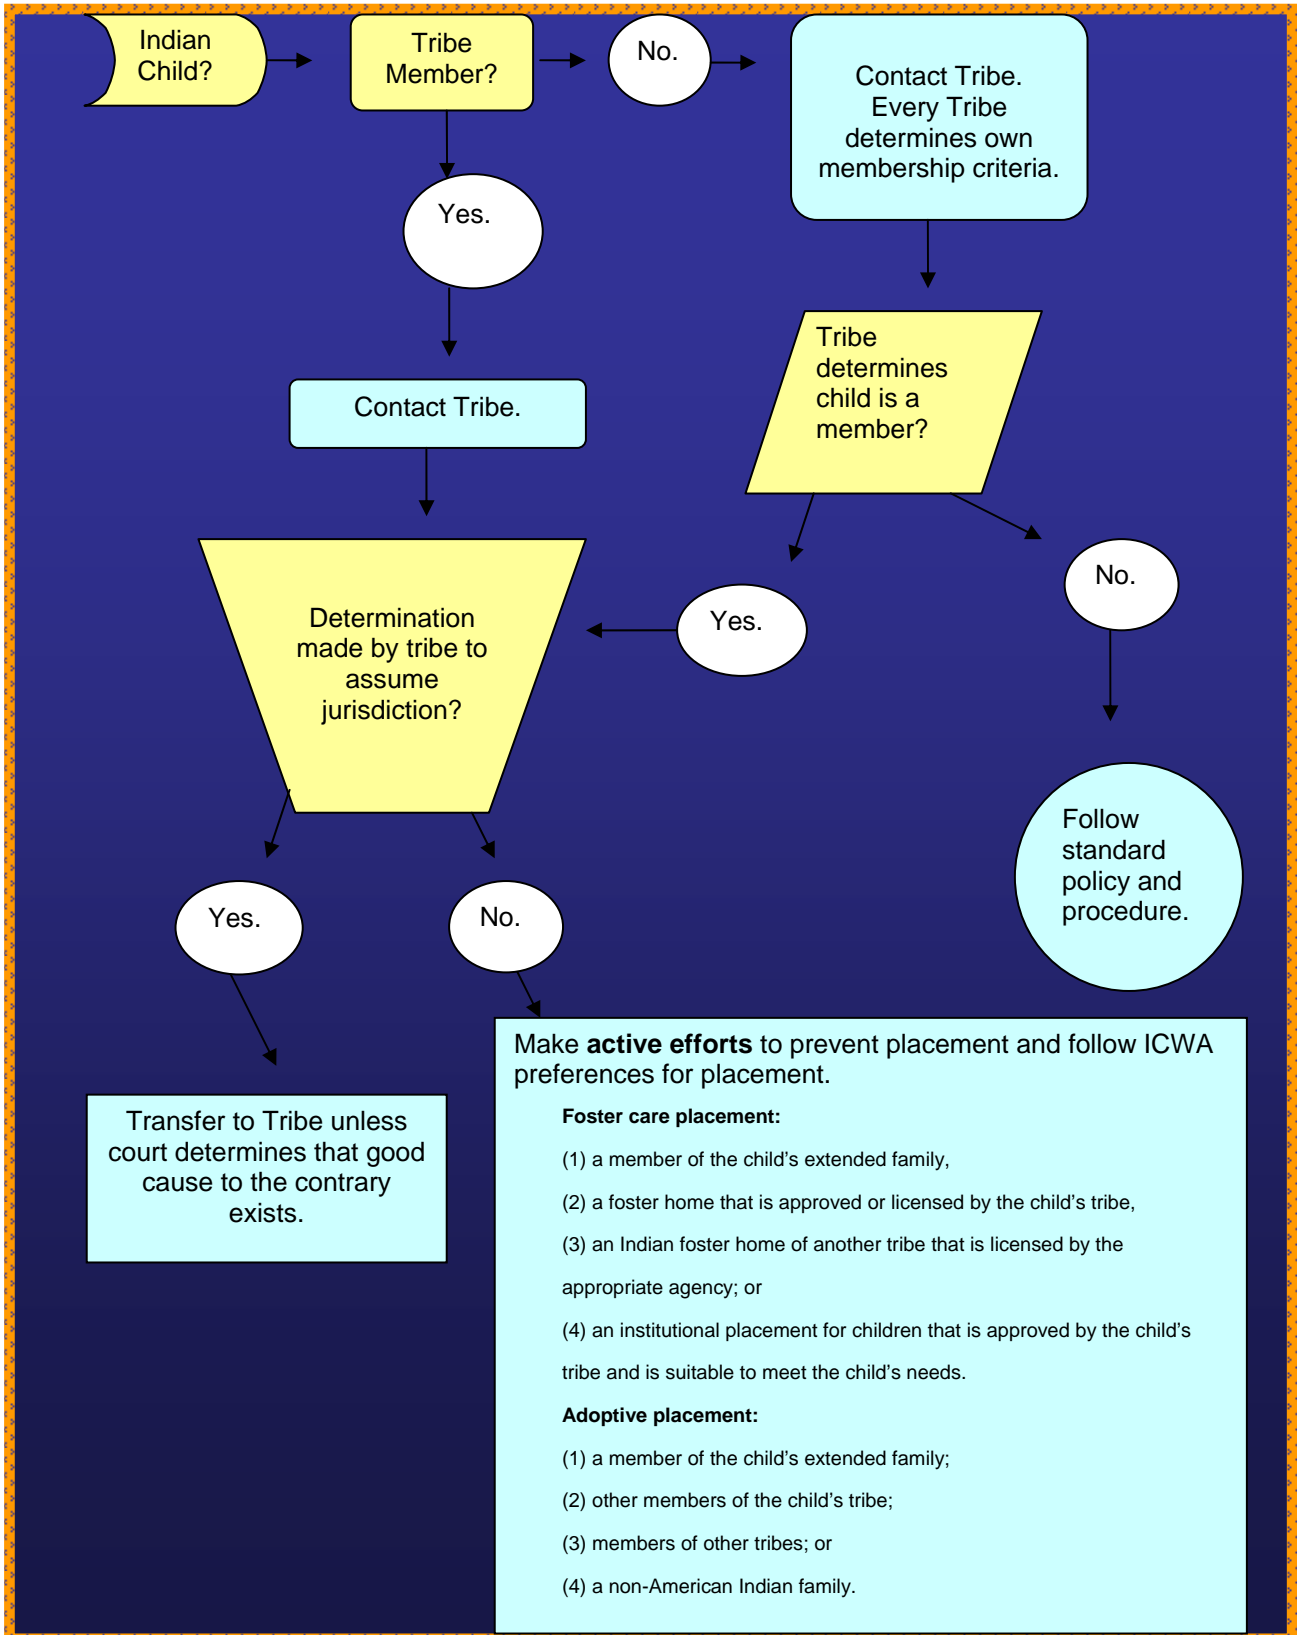 Indian
Child?
Tribe
Member?
No.
Contact Tribe.
Every Tribe
determines own
membership criteria.
Yes.
Contact Tribe.
Tribe
determines
child is a
member?
Determination
made by tribe to
assume
jurisdiction?
Yes.
No.
Follow
standard
policy and
procedure.
Yes.
No.
Transfer to Tribe unless
court determines that good
cause to the contrary
exists.
Make active efforts to prevent placement and follow ICWA
preferences for placement.
Foster care placement:
(1) a member of the child’s extended family,
(2) a foster home that is approved or licensed by the child’s tribe,
(3) an Indian foster home of another tribe that is licensed by the
appropriate agency; or
(4) an institutional placement for children that is approved by the child’s
tribe and is suitable to meet the child’s needs.
Adoptive placement:
(1) a member of the child’s extended family;
(2) other members of the child’s tribe;
(3) members of other tribes; or
(4) a non-American Indian family.